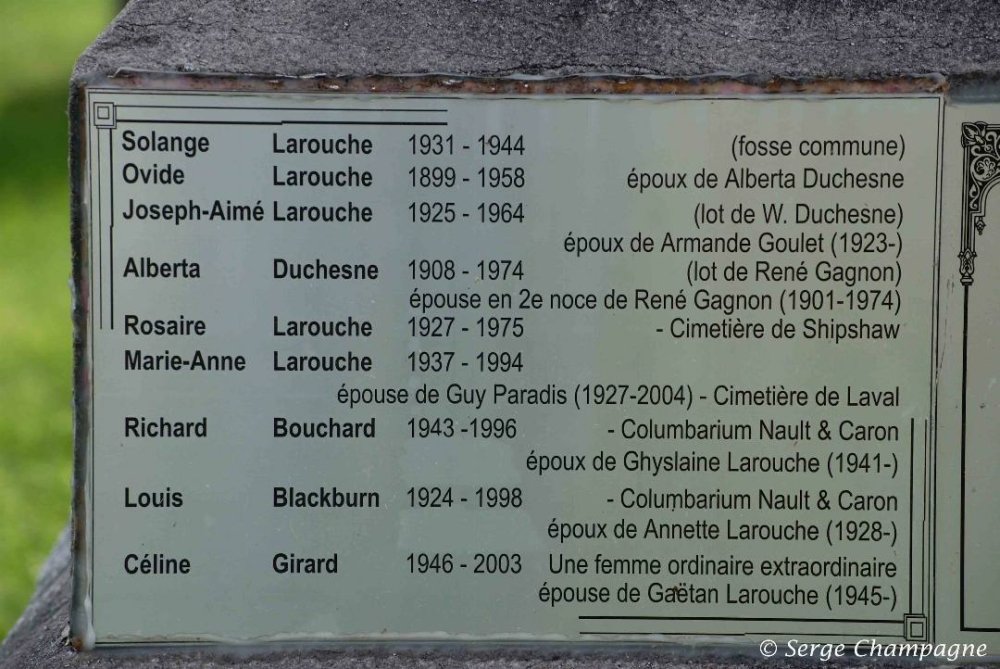 Solange Larouche 1931 - 1944 (fosse commune)
Ovide Larouche 1899 - 1958 époux de Alberta Duchesne
Joseph-Aimé Larouche 1925 - 1964 (lot de W. Duchesne)
époux de Armande Goulet (1923-)
Alberta Duchesne 1908 - 1974 (lot de René Gagnon)
épouse en 2e noce de René Gagnon (1901-1974)
Rosaire Larouche 1927 - 1975 - Cimetière de Shipshaw
Marie-Anne Larouche 1937 - 1994
épouse de Guy Paradis (1927-2004) - Cimetière de Laval
Richard Bouchard 1943 -1996 - Columbarium Nault & Caron
époux de Ghyslaine Larouche (1941-)
Louis Blackburn 1924 - 1998 - Columbarium Nault & Caron
époux de Annette Larouche (1928-)
Céline Girard 1946 - 2003 Une femme ordinaire extraordinaire
épouse de Gaëtan Larouche (1945-)
© Serge Champagne